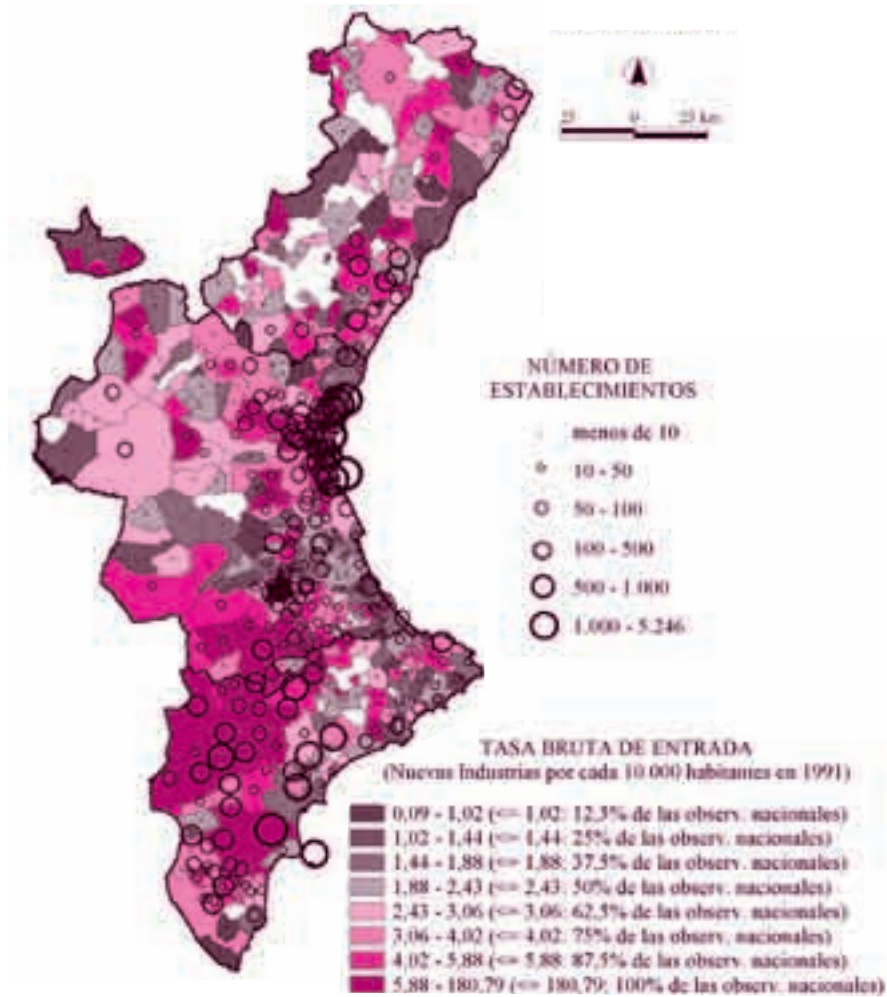 25 0 25 Km
NÚMERO DE
ESTABLECIMIENTOS
menos de 10
10 - 50
50 - 100
100 - 500
500 - 1.000
1.000 - 5.246
TASA BRUTA DE ENTRADA
(Nuevas Industrias por cada 10.000 habitantes en 1991)
0,09 - 1,02 (<= 1,02: 12,5% de las observ. nacionales)
1,02 - 1,44 (<= 1,44: 25% de las observ. nacionales)
1,44 - 1,88 (<= 1,88: 37,5% de las observ. nacionales)
1,88 - 2,43 (<= 2,43: 50% de las observ. nacionales)
2,43 - 3,06 (<= 3,06: 62,5% de las observ. nacionales)
3,06 - 4,02 (<= 4,02: 75% de las observ. nacionales)
4,02 - 5,88 (<= 5,88: 87,5% de las observ. nacionales)
5,88 - 180,79 (<= 180,79: 100% de las observ. nacionales)